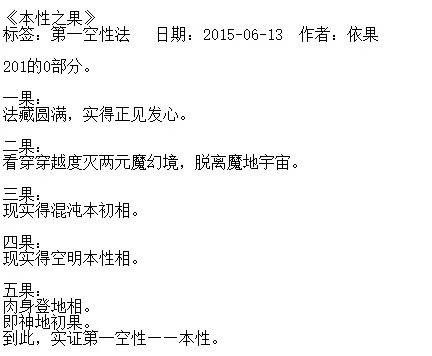 《本性之果》
标签：第一空性法   日期：2015-06-13  作者：依果
201的0部分。
一果：
法藏圆满，实得正见发心。
二果：
看穿穿越度灭两元魔幻境，脱离魔地宇宙。
三果：
现实得混沌本初相。
四果：
现实得空明本性相。
五果：
肉身登地相。
即神地初果。
到此，实证第一空性——本性。